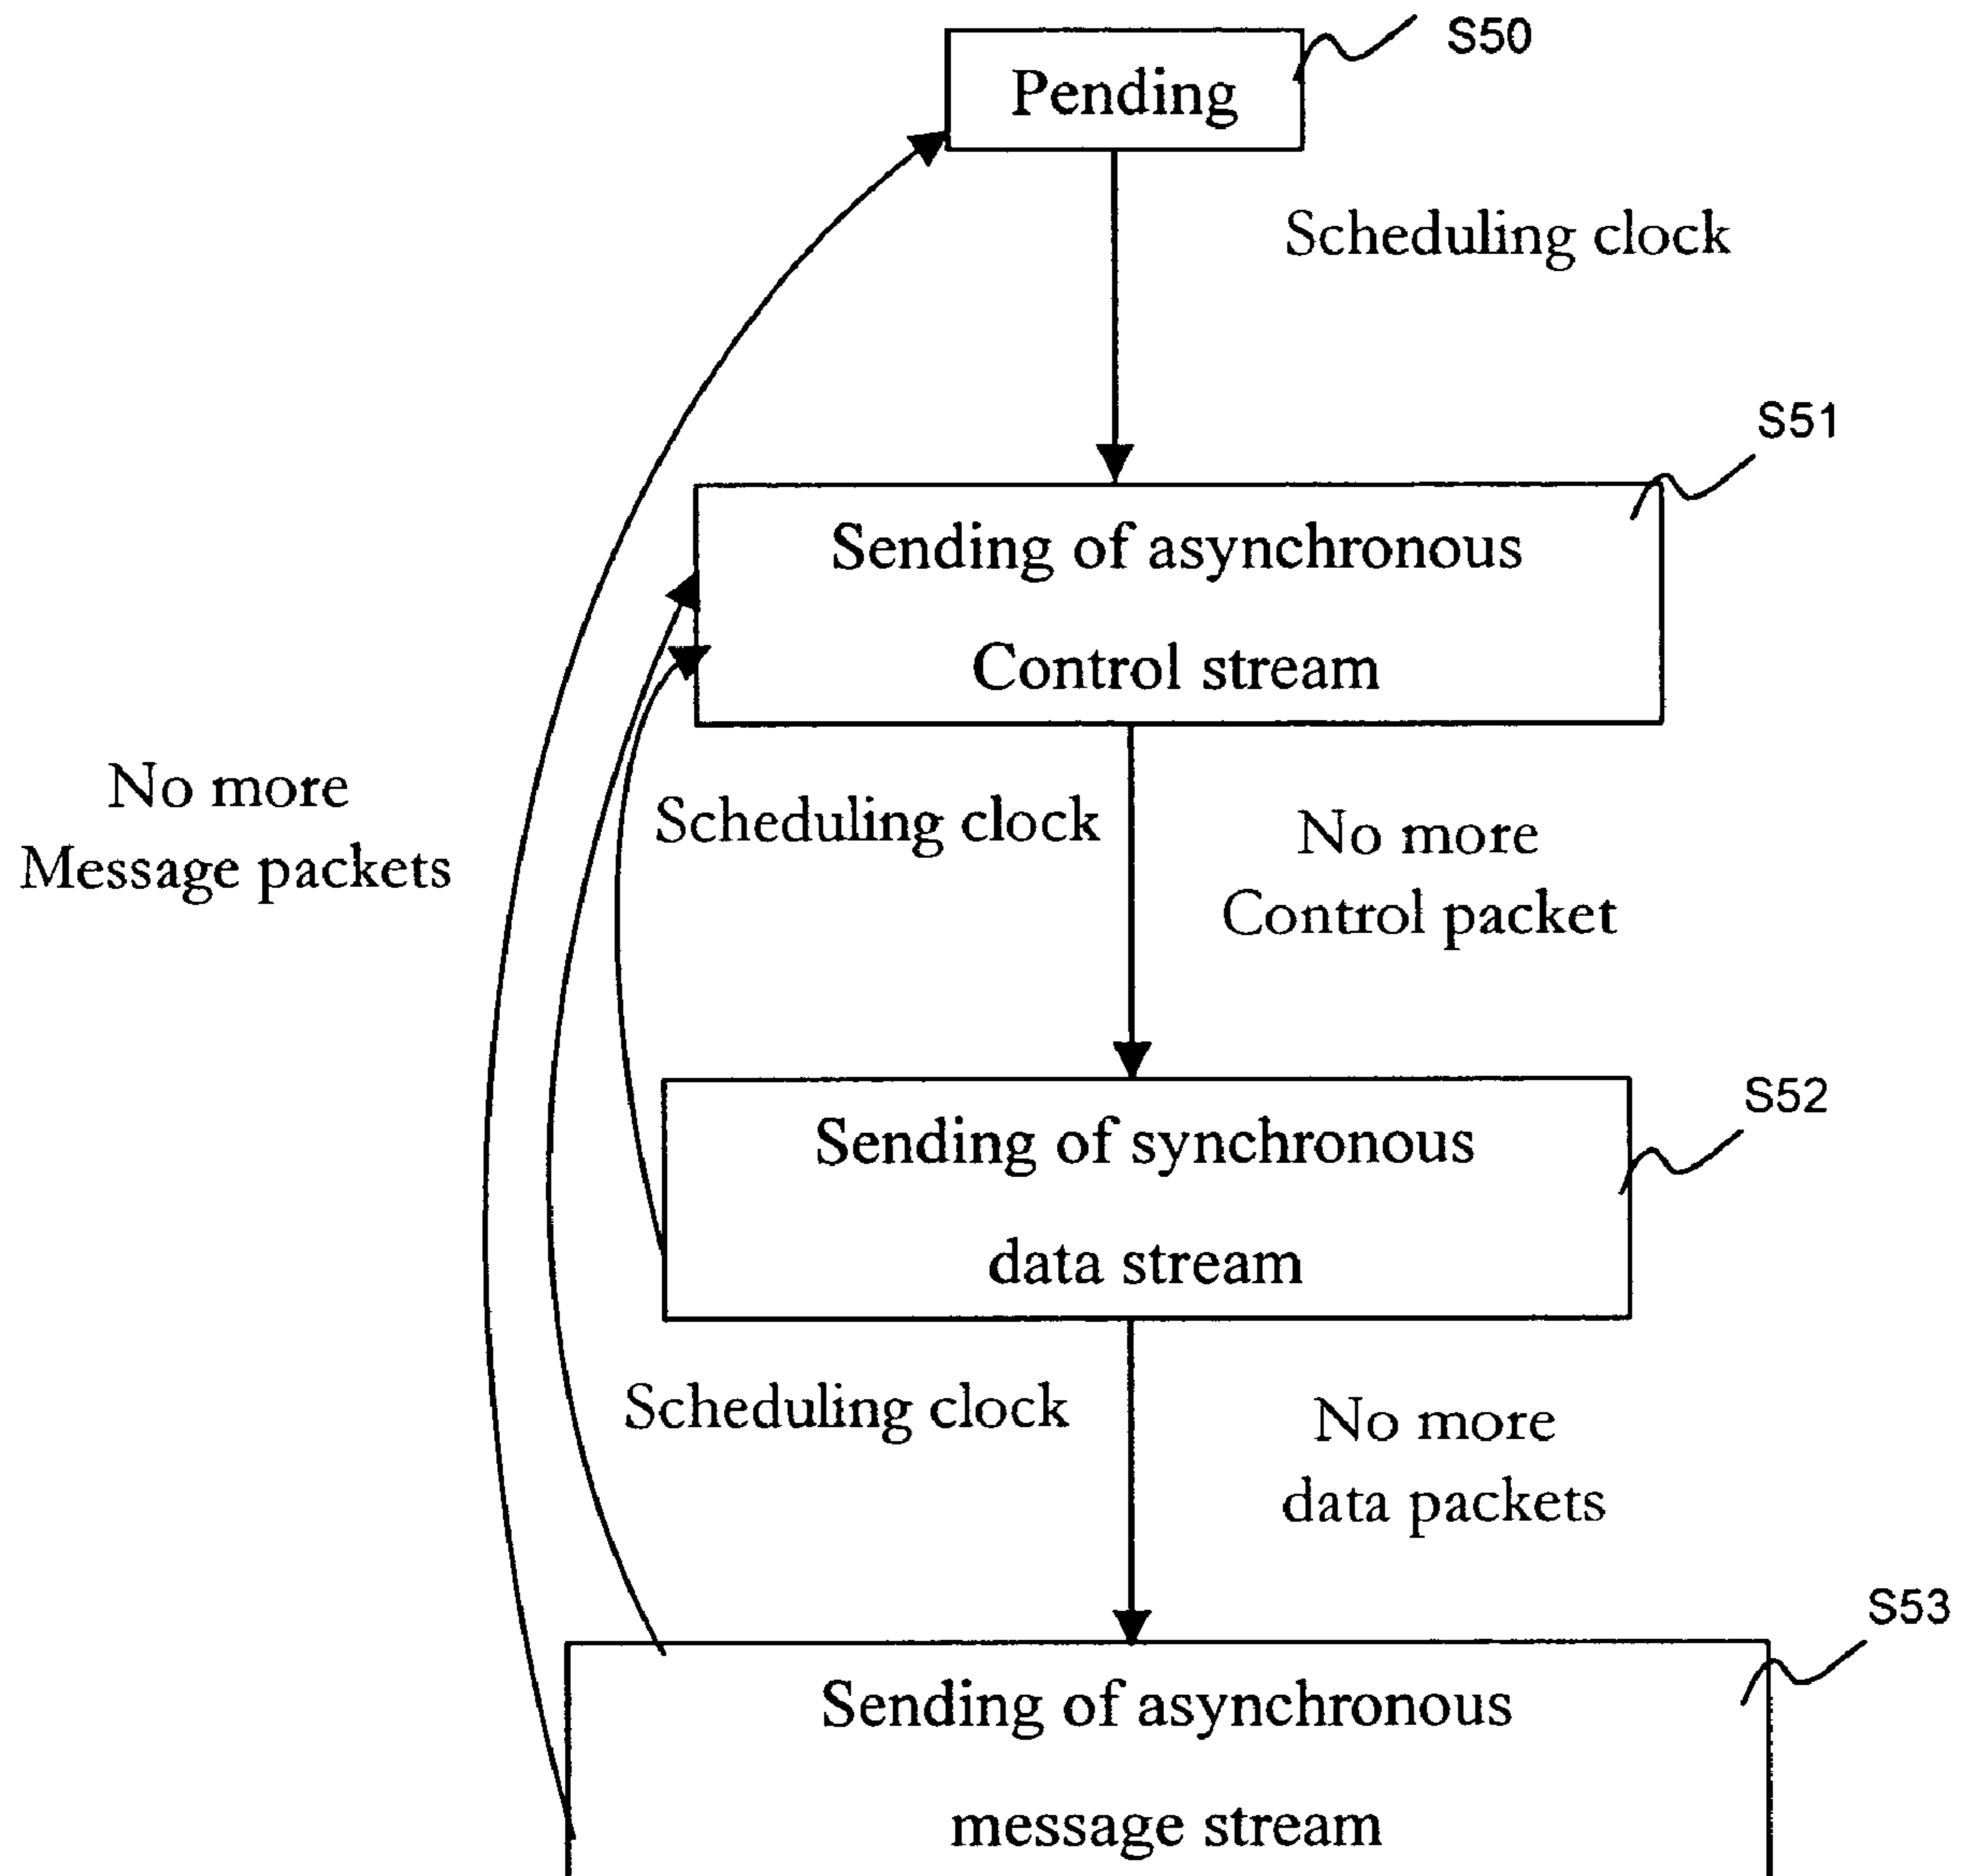 S50
Pending
Scheduling clock
S51
Sending of asynchronous
Control stream
No more
Message packets
Scheduling clock
No more
Control packet
S52
Sending of synchronous
data stream
Scheduling clock
No more
data packets
S53
Sending of asynchronous
message stream